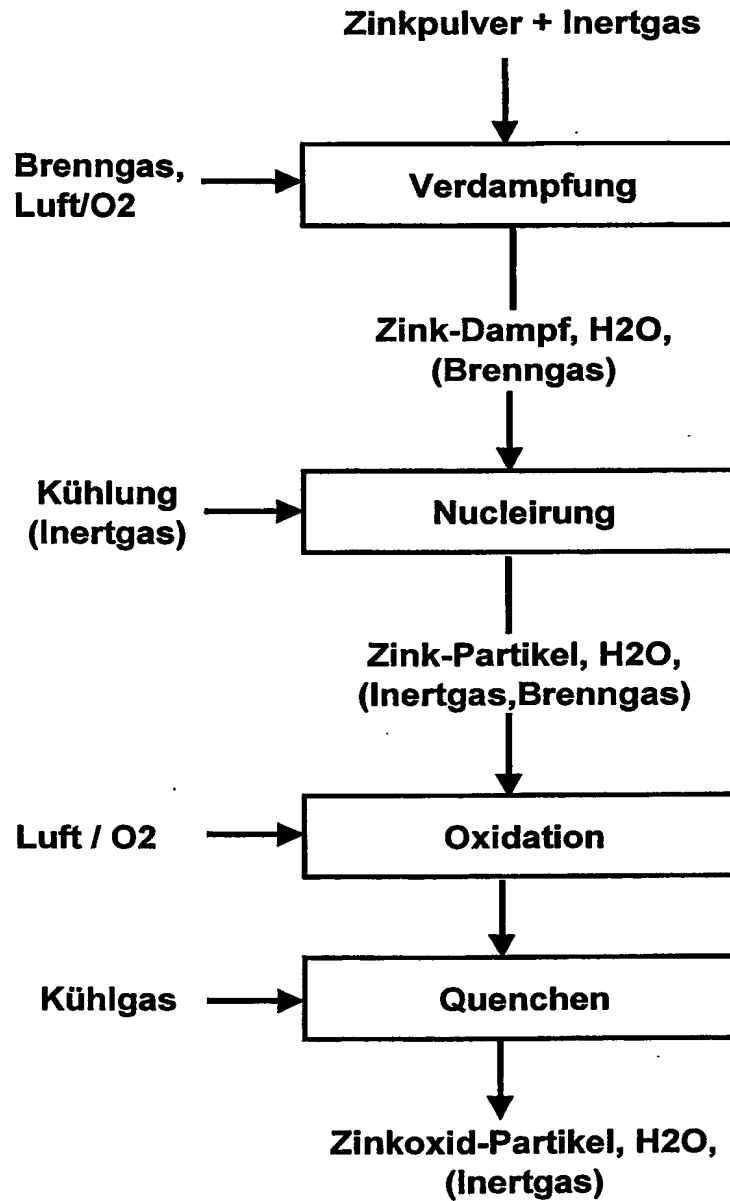 Zinkpulver + Inertgas
Brenngas,
Luft/O2
Verdampfung
Zink-Dampf, H2O,
(Brenngas)
Kühlung
(Inertgas)
Nucleirung
Zink-Partikel, H2O,
(Inertgas,Brenngas)
Luft / O2
Oxidation
Kühlgas
Quenchen
Zinkoxid-Partikel, H2O,
(Inertgas)